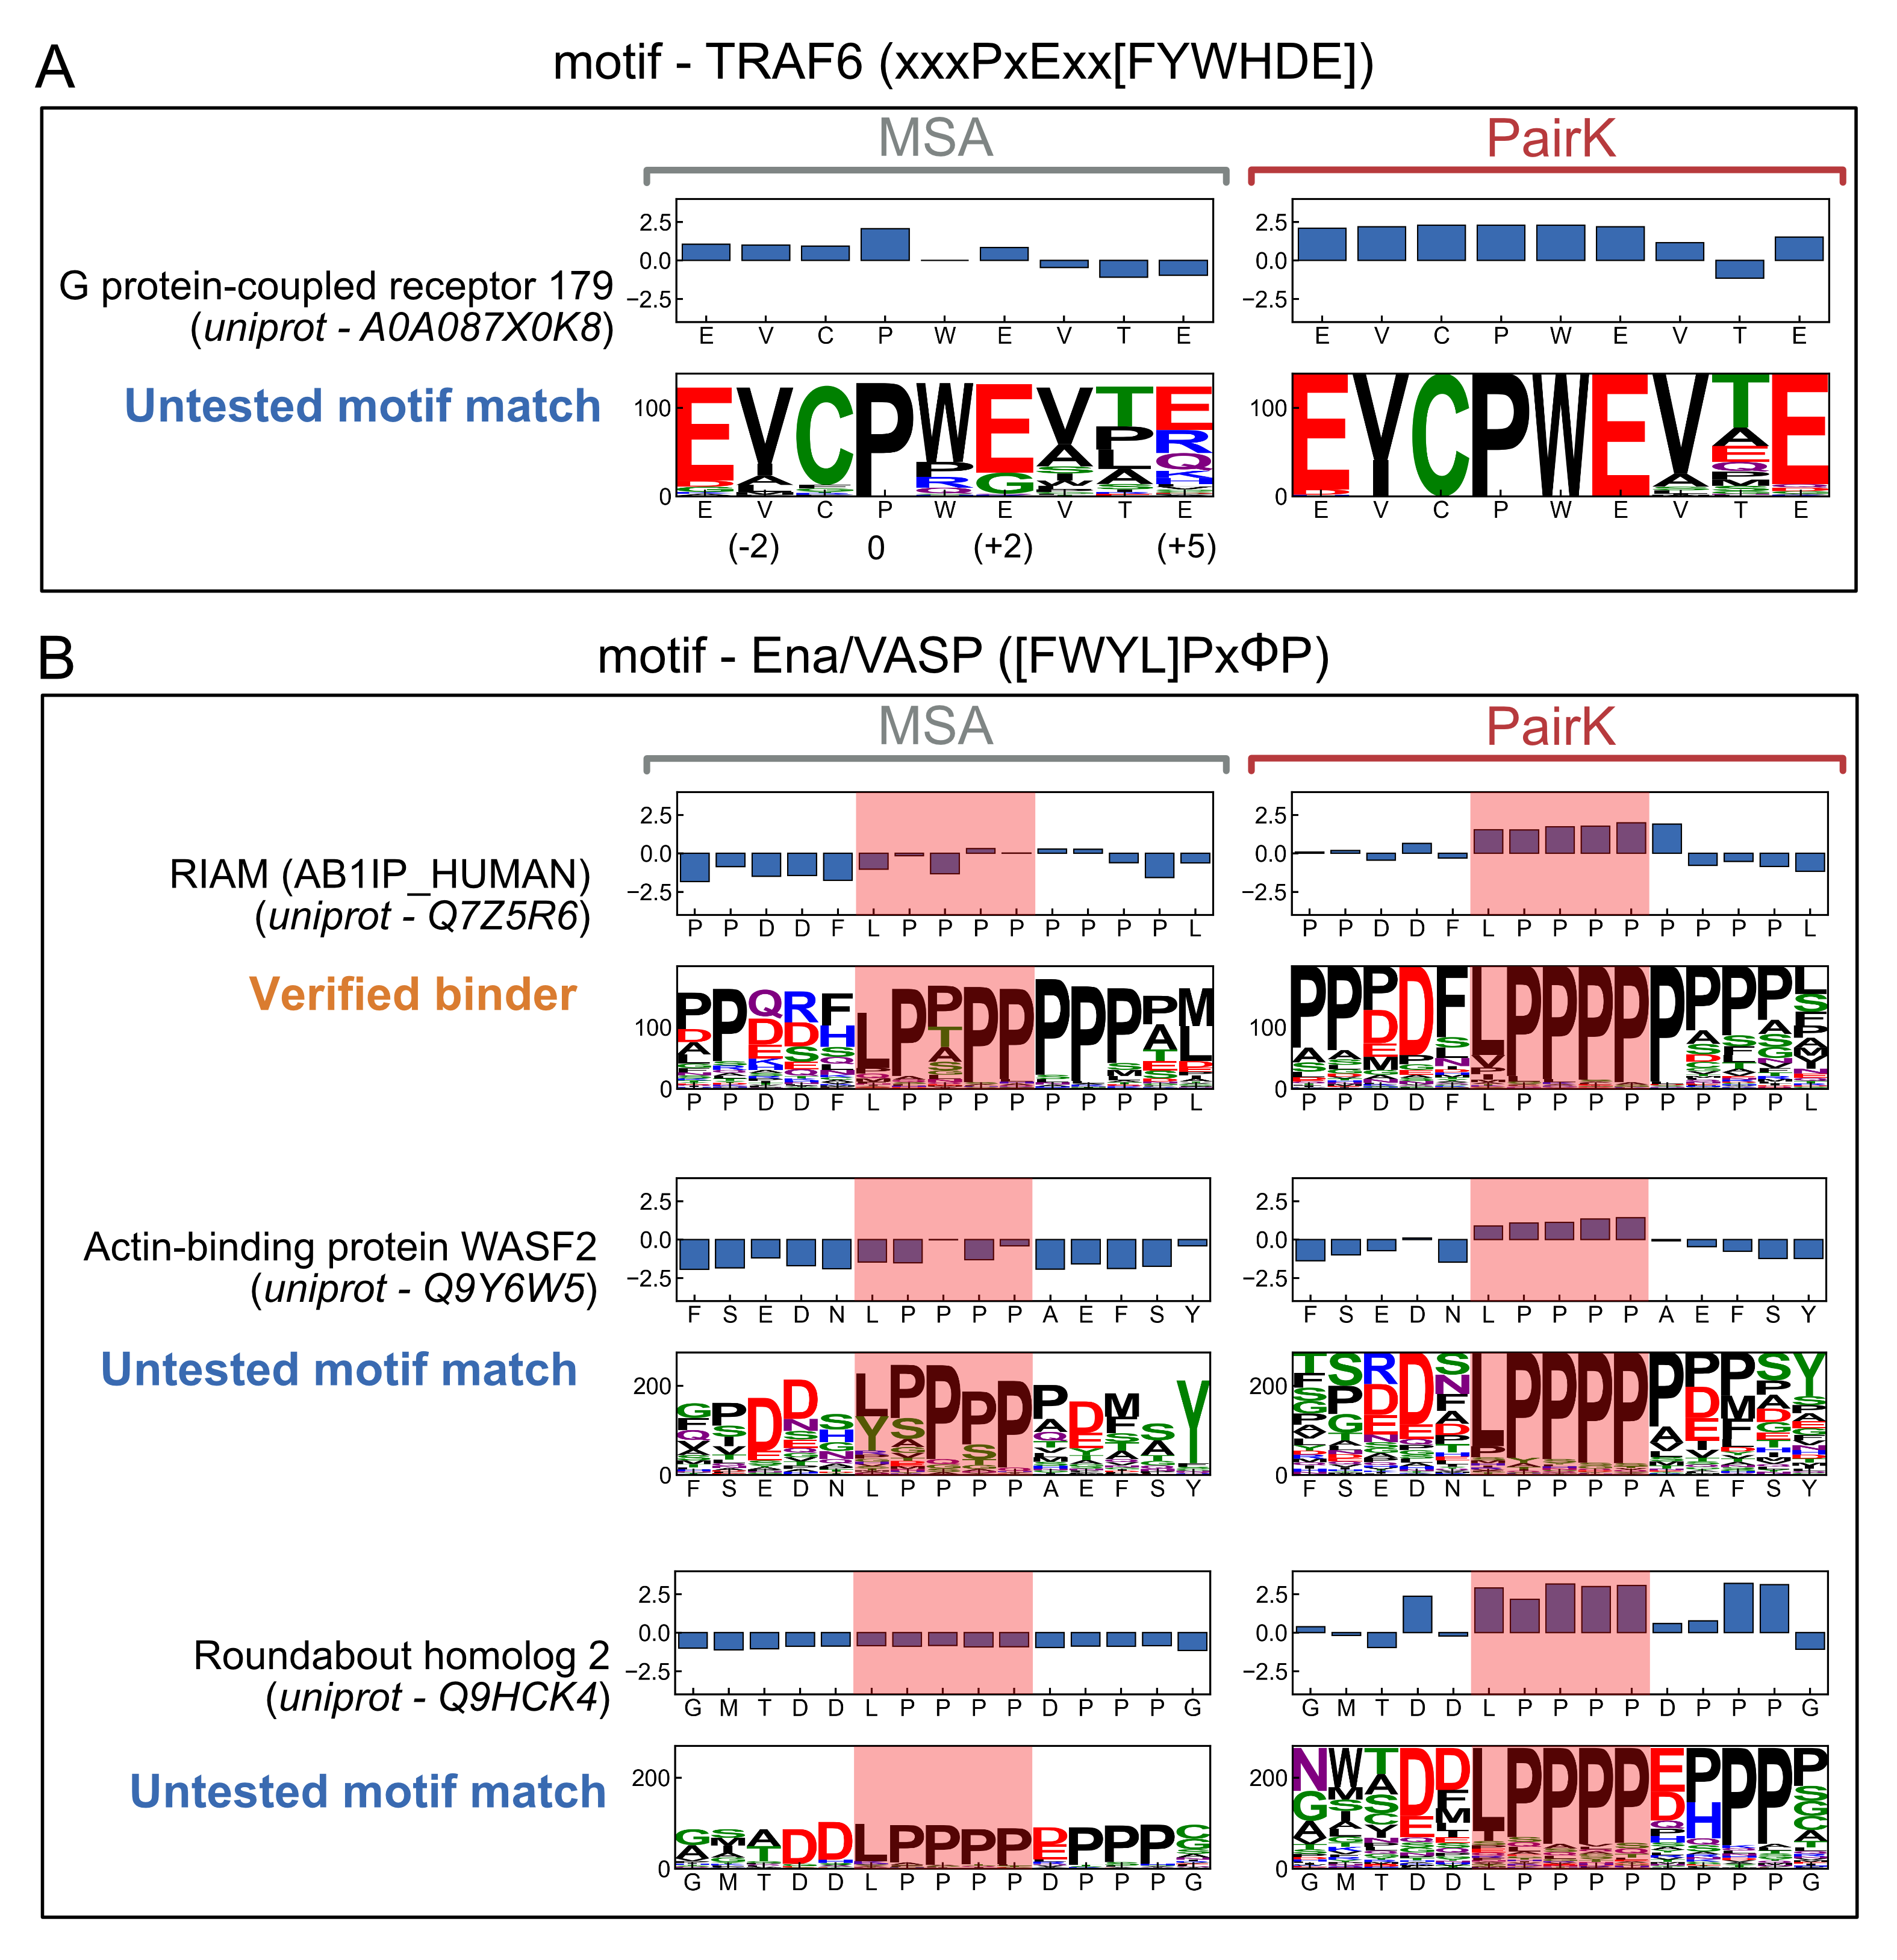 A
motif - TRAF6 (xxxPxExx[FYWHDE])
MSA PairK
G protein-coupled receptor 179
(uniprot - A0A087X0K8)
Untested motif match
2.5 0.0 −2.5
E V C P W E V T E
2.5 0.0 −2.5
E V C P W E V T E
100 0
E V C P W E V T E
(-2) 0 (+2) (+5)
100 0
E V C P W E V T E
B
motif - Ena/VASP ([FWYL]PxΦP)
MSA PairK
RIAM (AB1IP_HUMAN)
(uniprot - Q7Z5R6)
Verified binder
2.5 0.0 −2.5
P P D D F L P P P P P P P P L
2.5 0.0 −2.5
P P D D F L P P P P P P P P L
100 0
P P D D F L P P P P P P P P L
100 0
P P D D F L P P P P P P P P L
Actin-binding protein WASF2
(uniprot - Q9Y6W5)
Untested motif match
2.5 0.0 −2.5
F S E D N L P P P P A E F S Y
2.5 0.0 −2.5
F S E D N L P P P P A E F S Y
200 0
F S E D N L P P P P A E F S Y
200 0
F S E D N L P P P P A E F S Y
Roundabout homolog 2
(uniprot - Q9HCK4)
Untested motif match
2.5 0.0 −2.5
G M T D D L P P P P D P P P G
2.5 0.0 −2.5
G M T D D L P P P P D P P P G
200 0
G M T D D L P P P P D P P P G
200 0
G M T D D L P P P P D P P P G